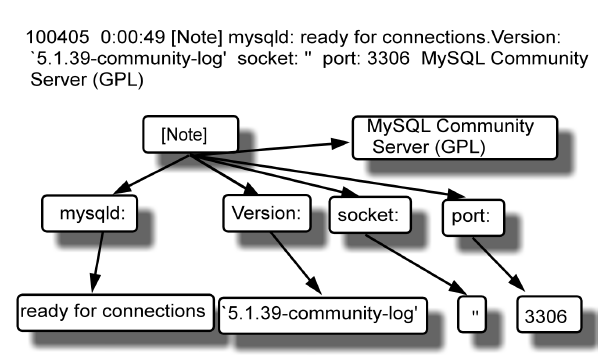 100405  0:00:49 [Note] mysqld: ready for connections.Version:
`5.1.39-community-log'  socket: ''  port: 3306  MySQL Community
Server (GPL)
[Note]
MySQL Community
Server (GPL)
mysqld:
Version:
socket:
port:
ready for connections
`5.1.39-community-log'
''
3306